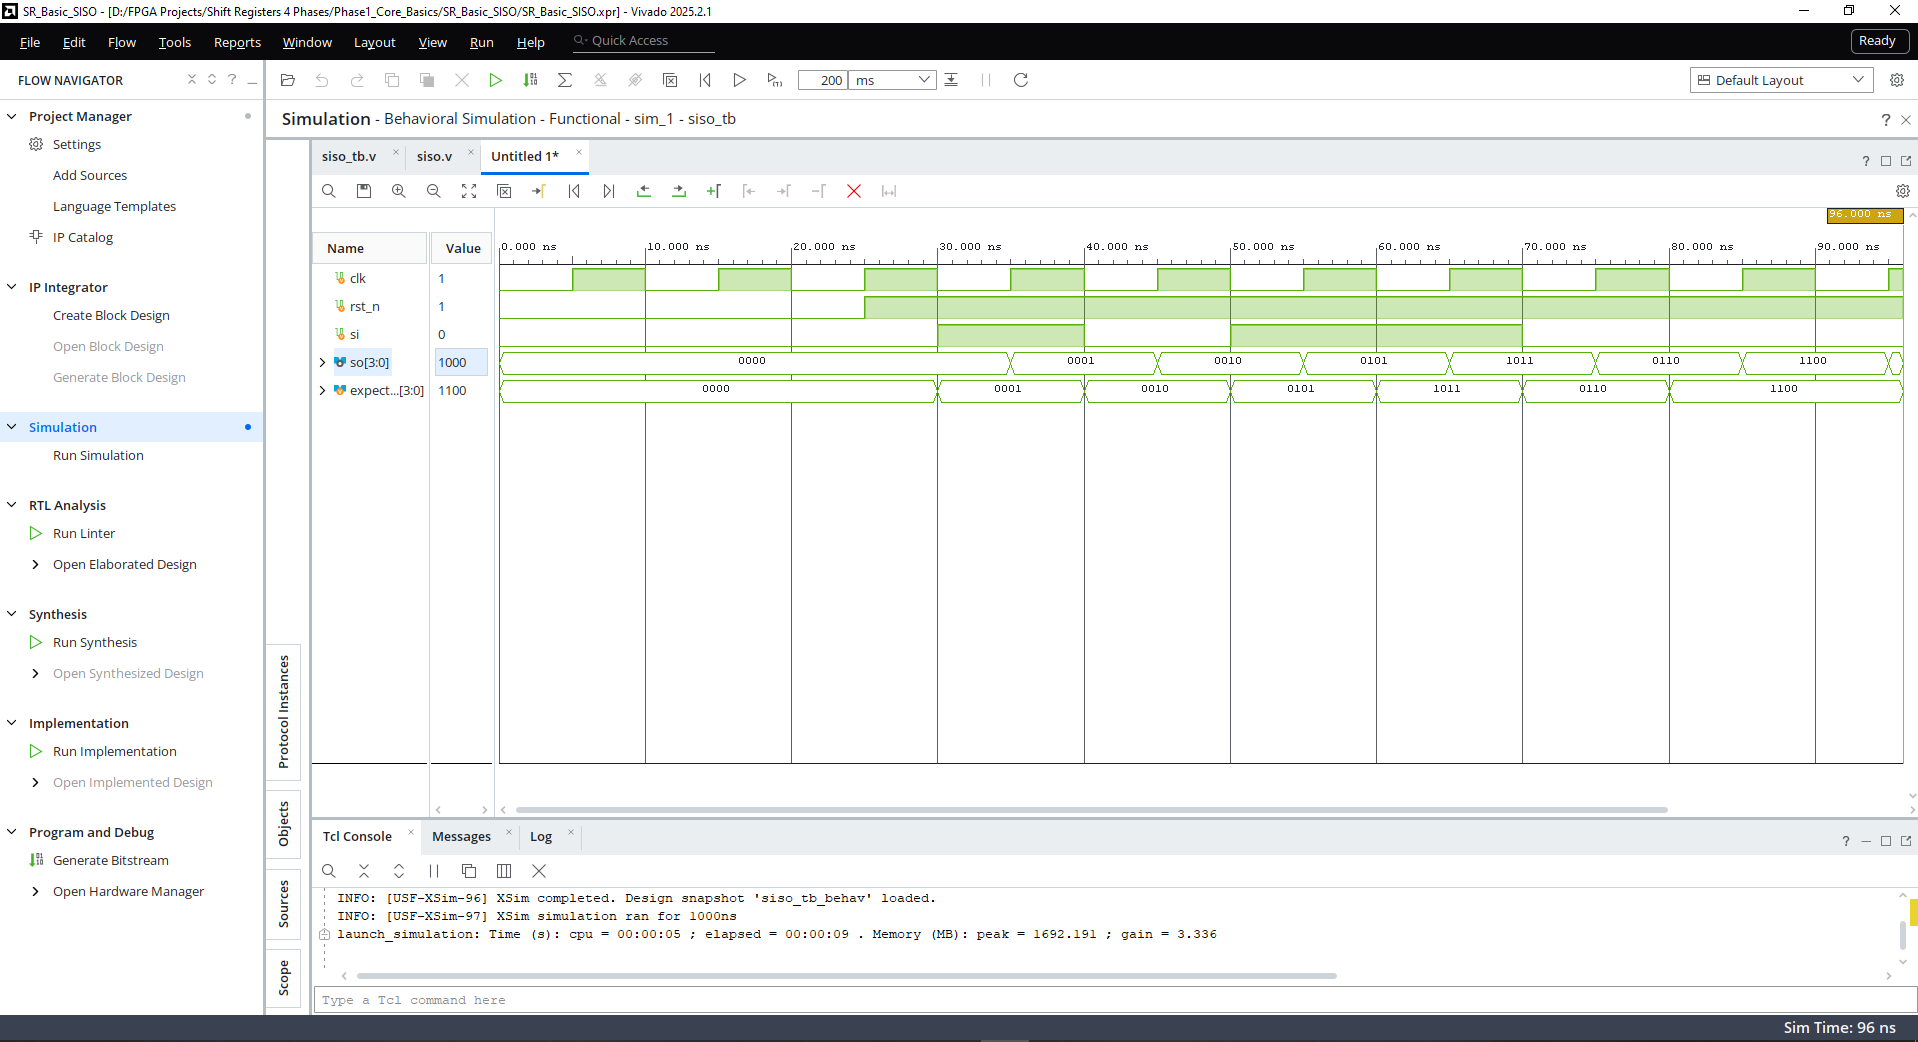 SR_Basic_SISO - [D:/FPGA Projects/Shift Registers 4 Phases/Phase1_Core_Basics/SR_Basic_SISO/SR_Basic_SISO.xpr] - Vivado 2025.2.1
File Edit Flow Tools Reports Window Layout View Run Help Quick Access Ready
FLOW NAVIGATOR
200 ms
Default Layout
Project Manager
Settings
Add Sources
Language Templates
IP Catalog
IP Integrator
Create Block Design
Open Block Design
Generate Block Design
Simulation
Run Simulation
RTL Analysis
Run Linter
Open Elaborated Design
Synthesis
Run Synthesis
Open Synthesized Design
Implementation
Run Implementation
Open Implemented Design
Program and Debug
Generate Bitstream
Open Hardware Manager
Simulation - Behavioral Simulation - Functional - sim_1 - siso_tb
siso_tb.v siso.v Untitled 1*
96.000 ns
Name Value
0.000 ns 10.000 ns 20.000 ns 30.000 ns 40.000 ns 50.000 ns 60.000 ns 70.000 ns 80.000 ns 90.000 ns
clk 1
rst_n 1
si 0
so[3:0] 1000 0000 0001 0010 0101 1011 0110 1100
expect...[3:0] 1100 0000 0001 0010 0101 1011 0110 1100
Protocol Instances
Objects
Sources
Scope
Tcl Console Messages Log
INFO: [USF-XSim-96] XSim completed. Design snapshot 'siso_tb_behav' loaded.
INFO: [USF-XSim-97] XSim simulation ran for 1000ns
launch_simulation: Time (s): cpu = 00:00:05 ; elapsed = 00:00:09 . Memory (MB): peak = 1692.191 ; gain = 3.336
Type a Tcl command here
Sim Time: 96 ns